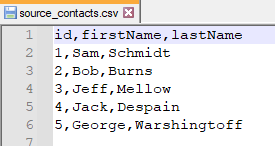 source_contacts.csv
1 id,firstName,lastName
2 1,Sam,Schmidt
3 2,Bob,Burns
4 3,Jeff,Mellow
5 4,Jack,Despain
6 5,George,Warshingtoff
7